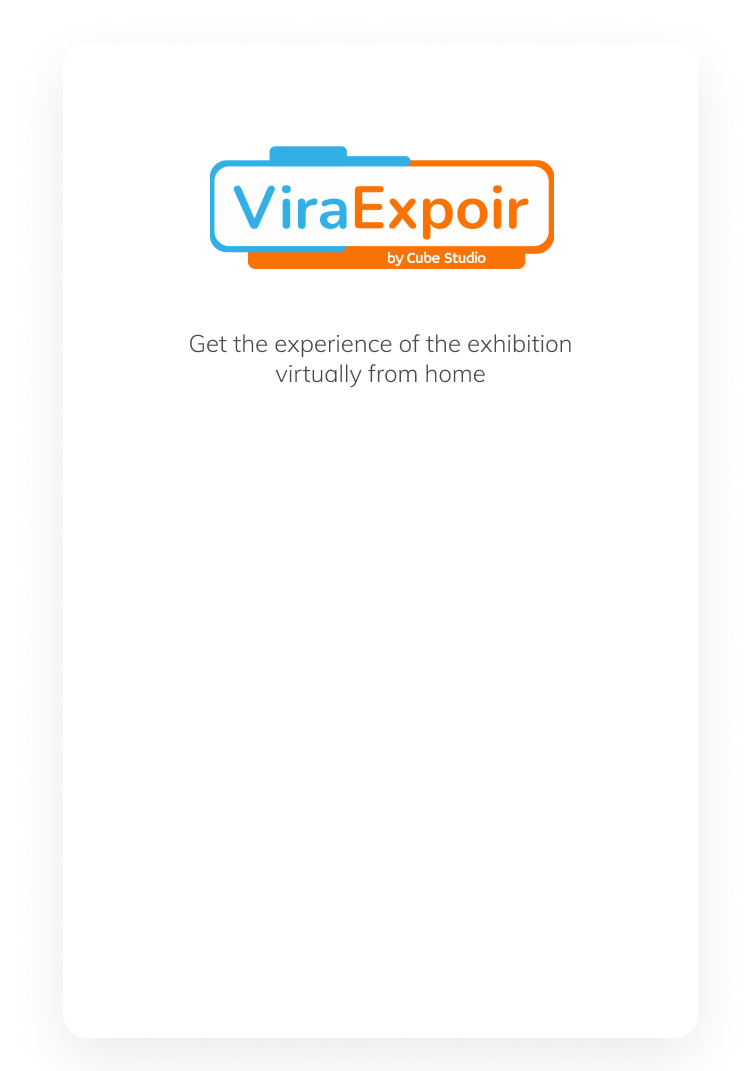 ViraExpoir
by Cube Studio
Get the experience of the exhibition
virtually from home